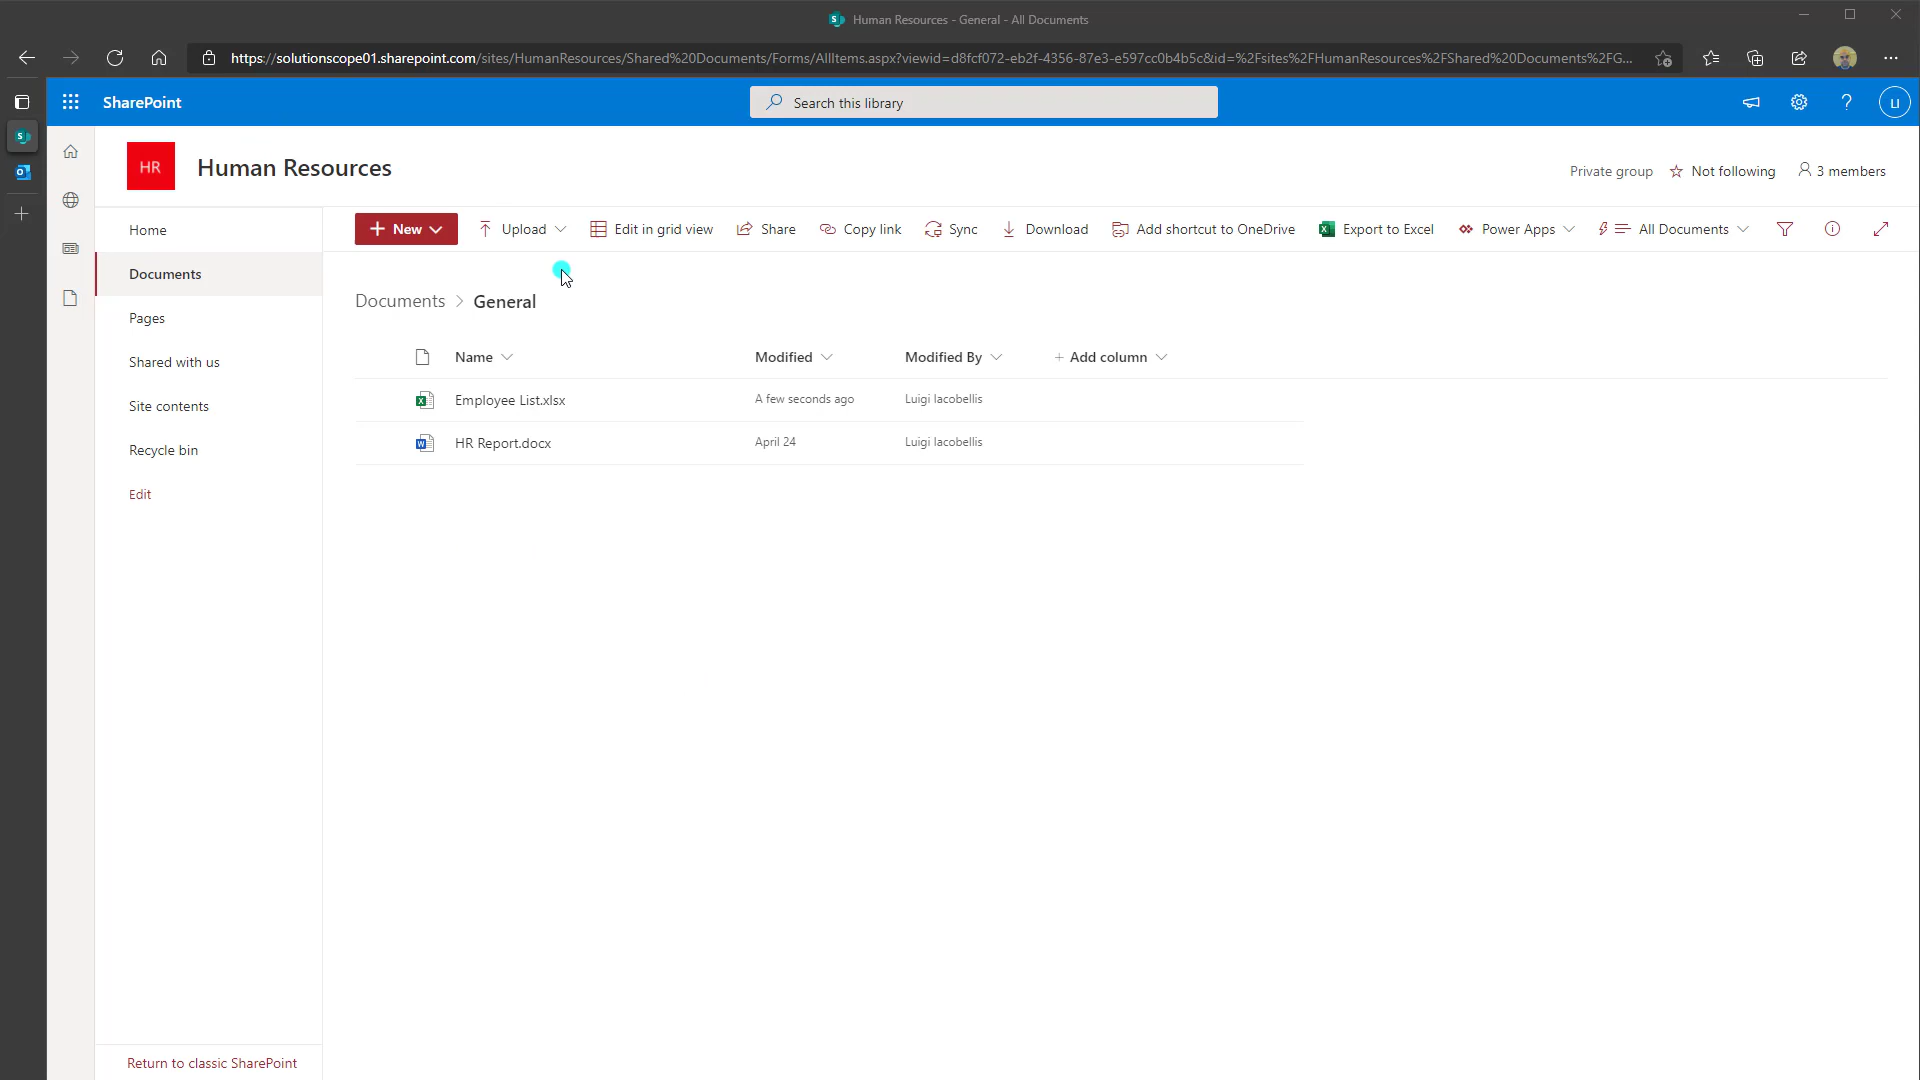 Human Resources - General - All Documents
https://solutionscope01.sharepoint.com/sites/HumanResources/Shared%20Documents/Forms/AllItems.aspx?viewid=d8fcf072-eb2f-4356-87e3-e597cc0b4b5c&id=%2Fsites%2FHumanResources%2FShared%20Documents%2FG...
SharePoint
Search this library
LI
HR
Human Resources
Private group
Not following
3 members
Home
Documents
Pages
Shared with us
Site contents
Recycle bin
Edit
Return to classic SharePoint
New
Upload
Edit in grid view
Share
Copy link
Sync
Download
Add shortcut to OneDrive
Export to Excel
Power Apps
All Documents
Documents > General
Name Modified Modified By + Add column
Employee List.xlsx A few seconds ago Luigi Iacobellis
HR Report.docx April 24 Luigi Iacobellis